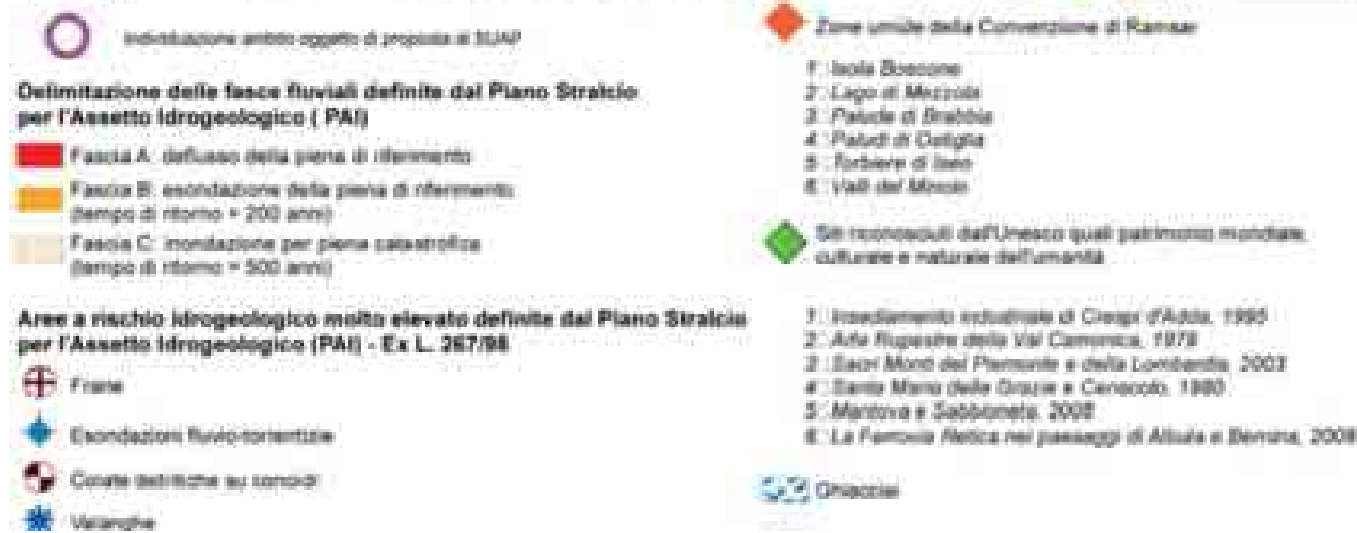 Individuazione ambito oggetto di proposta di SUAP
Delimitazione delle fasce fluviali definite dal Piano Stralcio
per l'Assetto Idrogeologico ( PAI)
Fascia A: deflusso della piena di riferimento
Fascia B: esondazione della piena di riferimento
(tempo di ritorno = 200 anni)
Fascia C: inondazione per piena catastrofica
(tempo di ritorno = 500 anni)
Aree a rischio idrogeologico molto elevato definite dal Piano Stralcio
per l'Assetto Idrogeologico (PAI) - Ex L. 267/98
Frane
Esondazioni fluvio-torrentizie
Colate detritiche su conoidi
Valanghe
Zone umide della Convenzione di Ramsar
1: Isola Boscone
2: Lago di Mezzola
3: Palude di Brabbia
4: Paludi di Ostiglia
5: Torbiere di Iseo
6: Valli del Mincio
Siti riconosciuti dall'Unesco quali patrimonio mondiale,
culturale e naturale dell'umanità
1: Insediamento industriale di Crespi d'Adda, 1995
2: Arte Rupestre della Val Camonica, 1979
3: Sacri Monti del Piemonte e della Lombardia, 2003
4: Santa Maria delle Grazie e Cenacolo, 1980
5: Mantova e Sabbioneta, 2008
6: La Ferrovia Retica nei paesaggi di Albula e Bernina, 2008
Ghiacciai